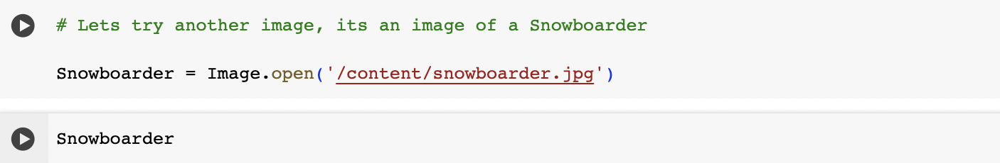 # Lets try another image, its an image of a Snowboarder
Snowboarder = Image.open('/content/snowboarder.jpg')
Snowboarder